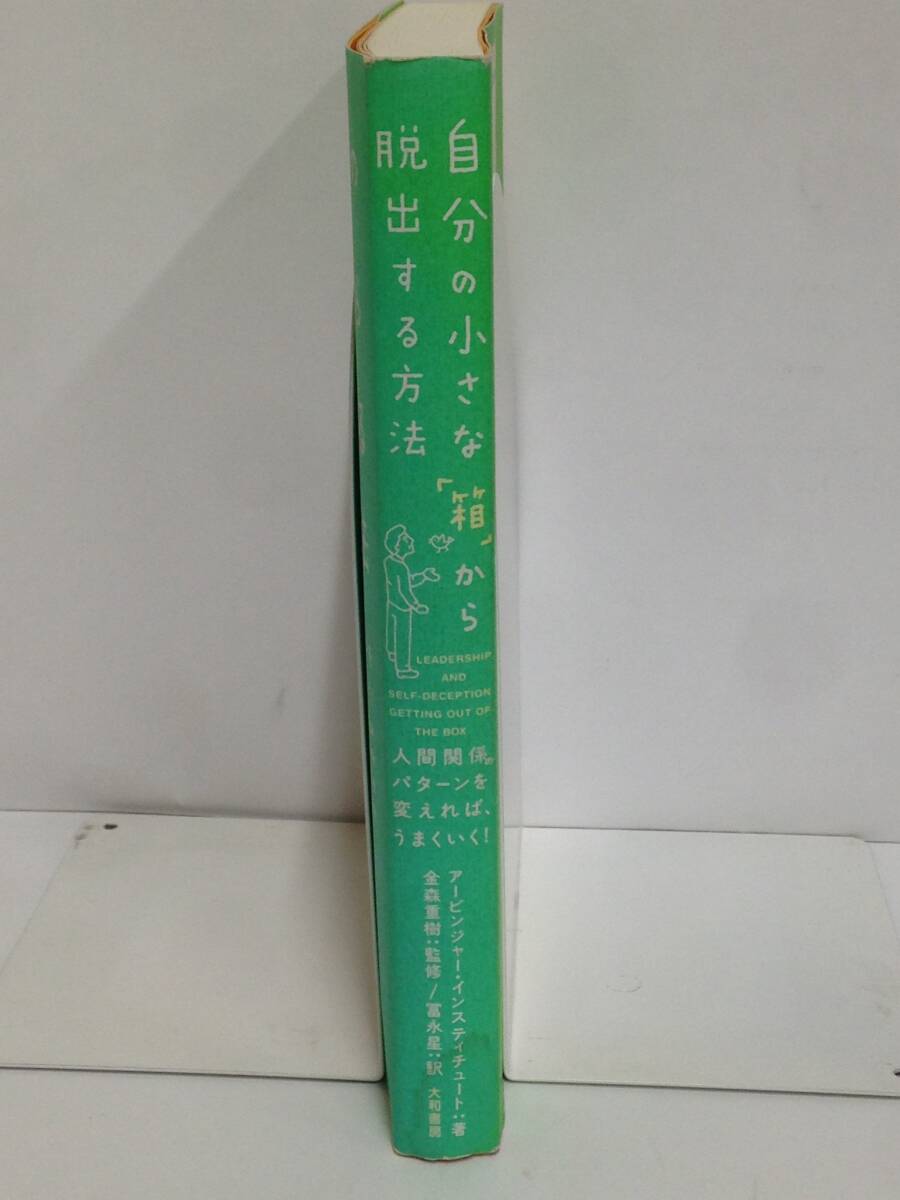 自分の小さな「箱」から
脱出する方法
LEADERSHIP
AND
SELF-DECEPTION
GETTING OUT OF
THE BOX
人間関係の
パターンを
変えれば、
うまくいく!
アービンジャー・インスティチュート:著
金森重樹:監修/冨永星:訳
大和書房